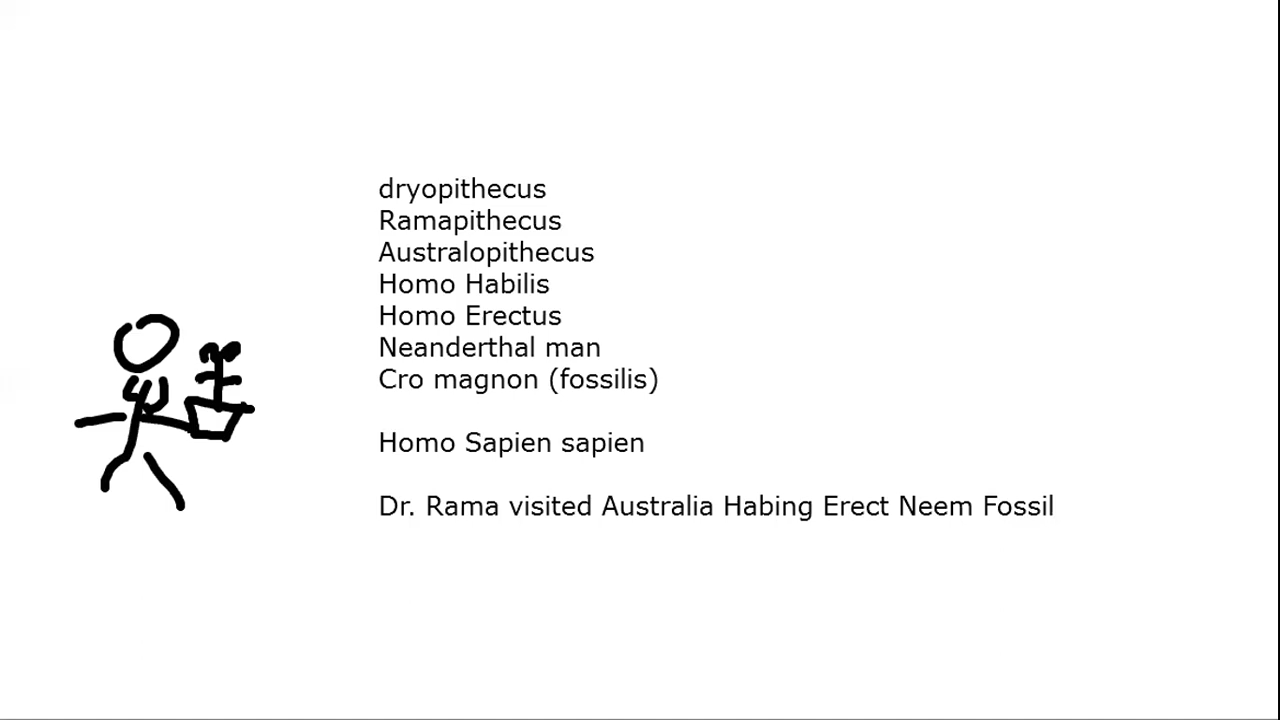 dryopithecus
Ramapithecus
Australopithecus
Homo Habilis
Homo Erectus
Neanderthal man
Cro magnon (fossilis)
Homo Sapien sapien
Dr. Rama visited Australia Habing Erect Neem Fossil